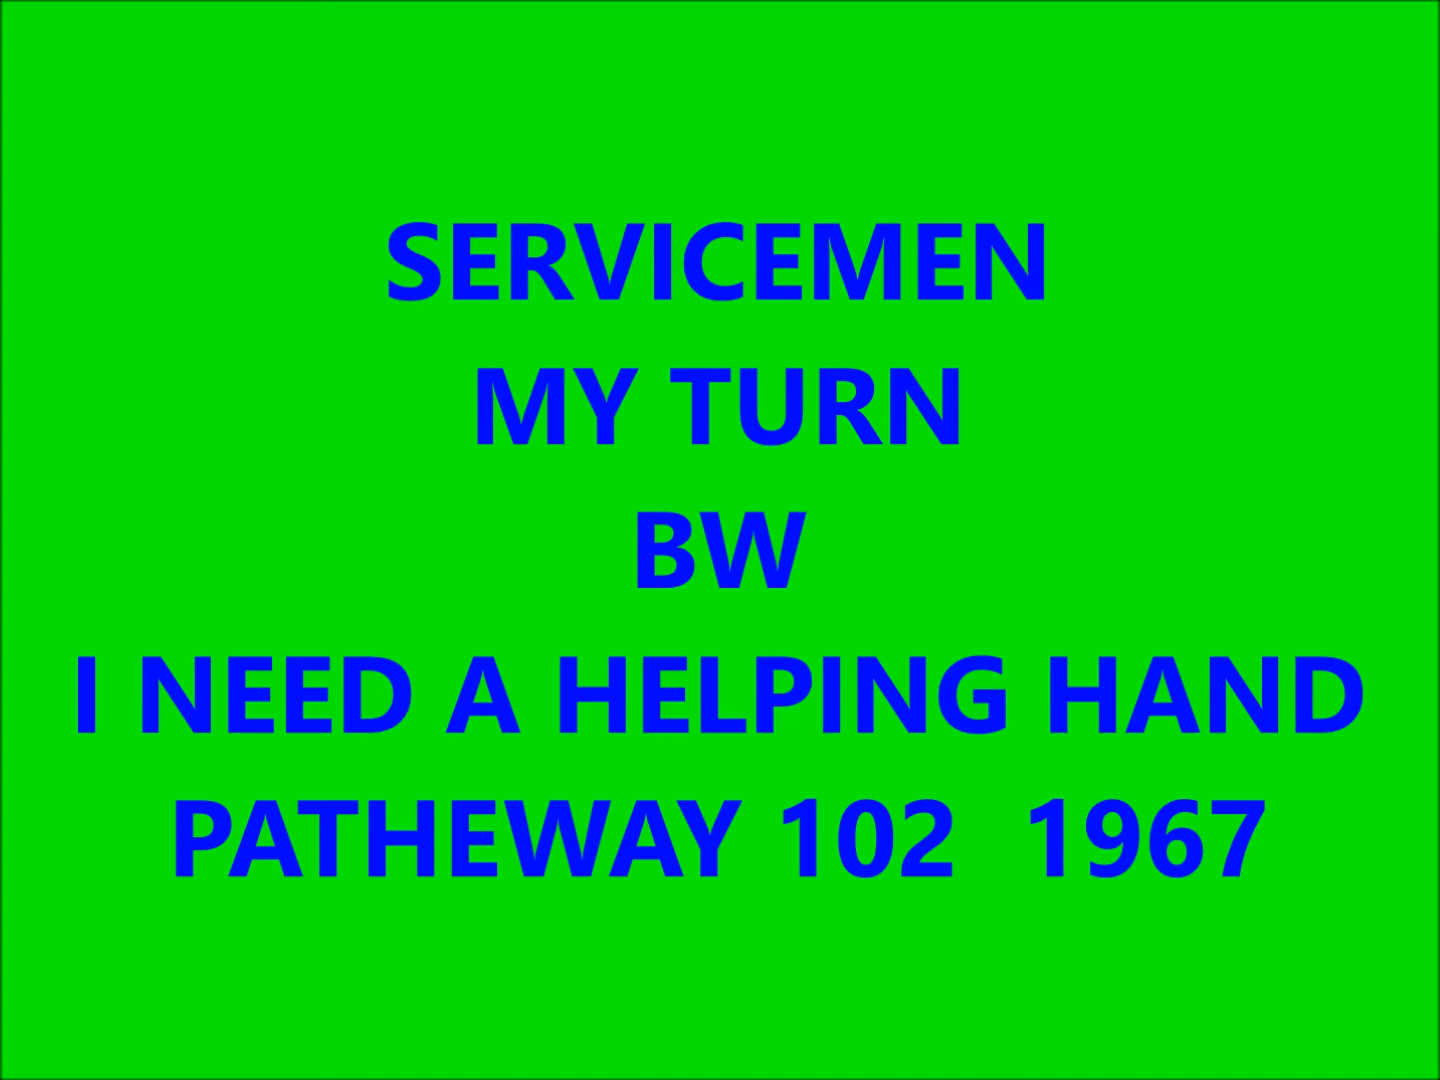 SERVICEMEN
MY TURN
BW
I NEED A HELPING HAND
PATHEWAY 102  1967